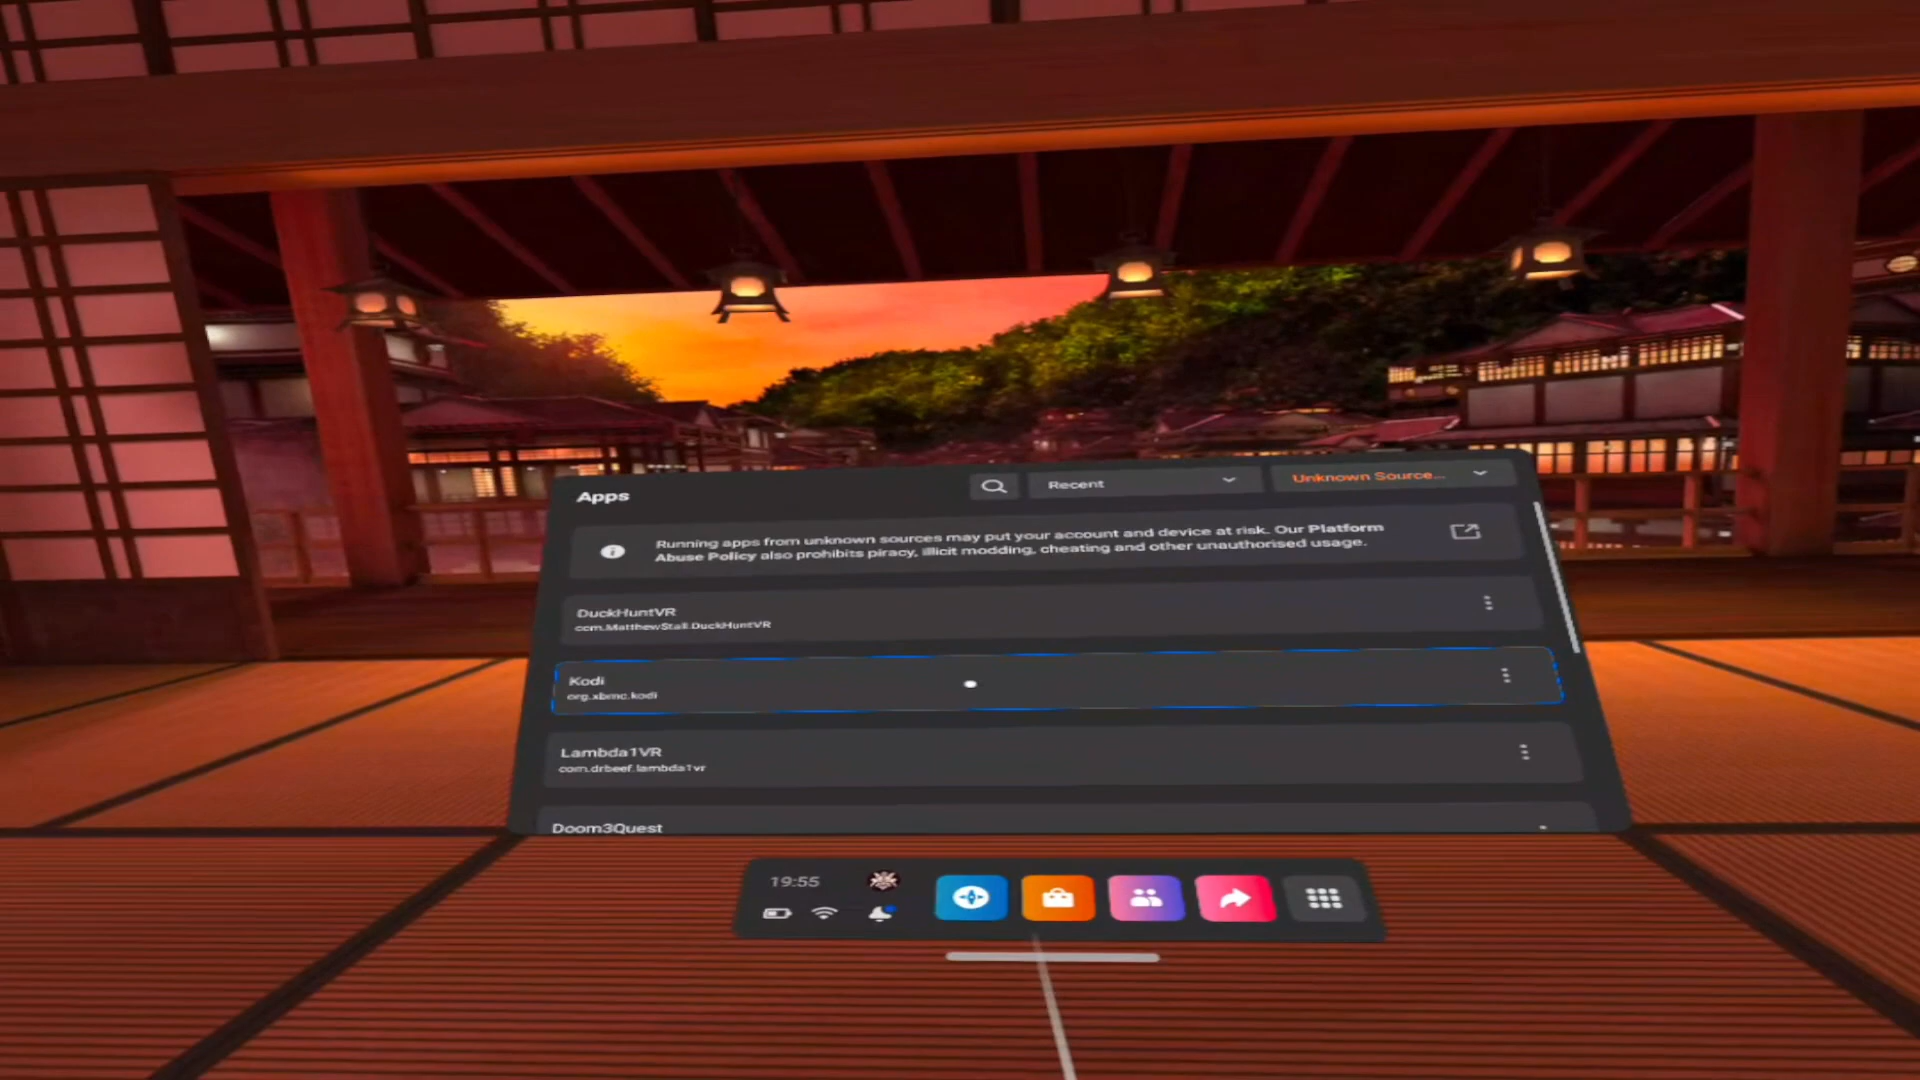 Apps
Recent
Unknown Source...
Running apps from unknown sources may put your account and device at risk. Our Platform
Abuse Policy also prohibits piracy, illicit modding, cheating and other unauthorised usage.
DuckHuntVR
com.MatthewStall.DuckHuntVR
Kodi
org.xbmc.kodi
Lambda1VR
com.drbeef.lambda1vr
Doom3Quest
19:55